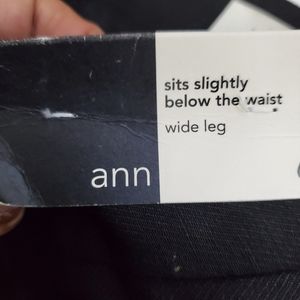 sits slightly
below the waist
wide leg
ann